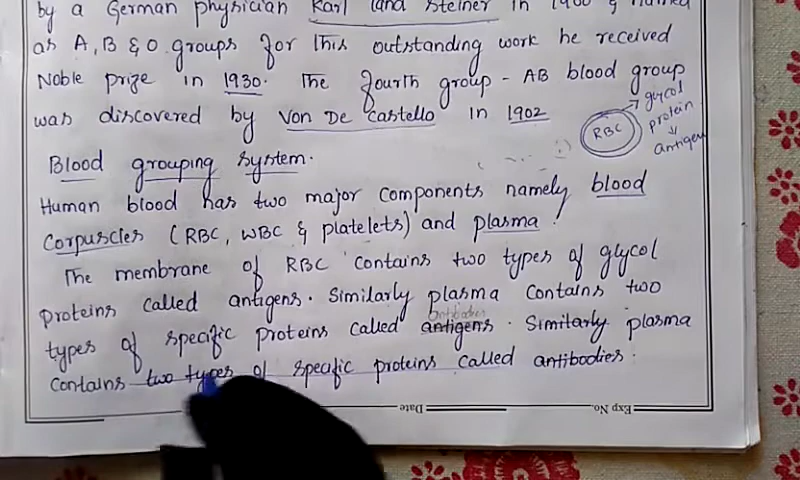 by a German physician Karl land steiner in 1900 & named
as A, B & O groups for this outstanding work he received
Noble prize in 1930. The fourth group - AB blood group
was discovered by Von De Castello in 1902
RBC
glycol
protein
antigen
Blood grouping system.
Human blood has two major components namely blood
corpuscles (RBC, WBC & platelets) and plasma.
The membrane of RBC contains two types of glycol
proteins called antigens. Similarly plasma contains two
antibodies
types of specific proteins called antigens. Similarly plasma
contains two types of specific proteins called antibodies.
Date
Exp No.